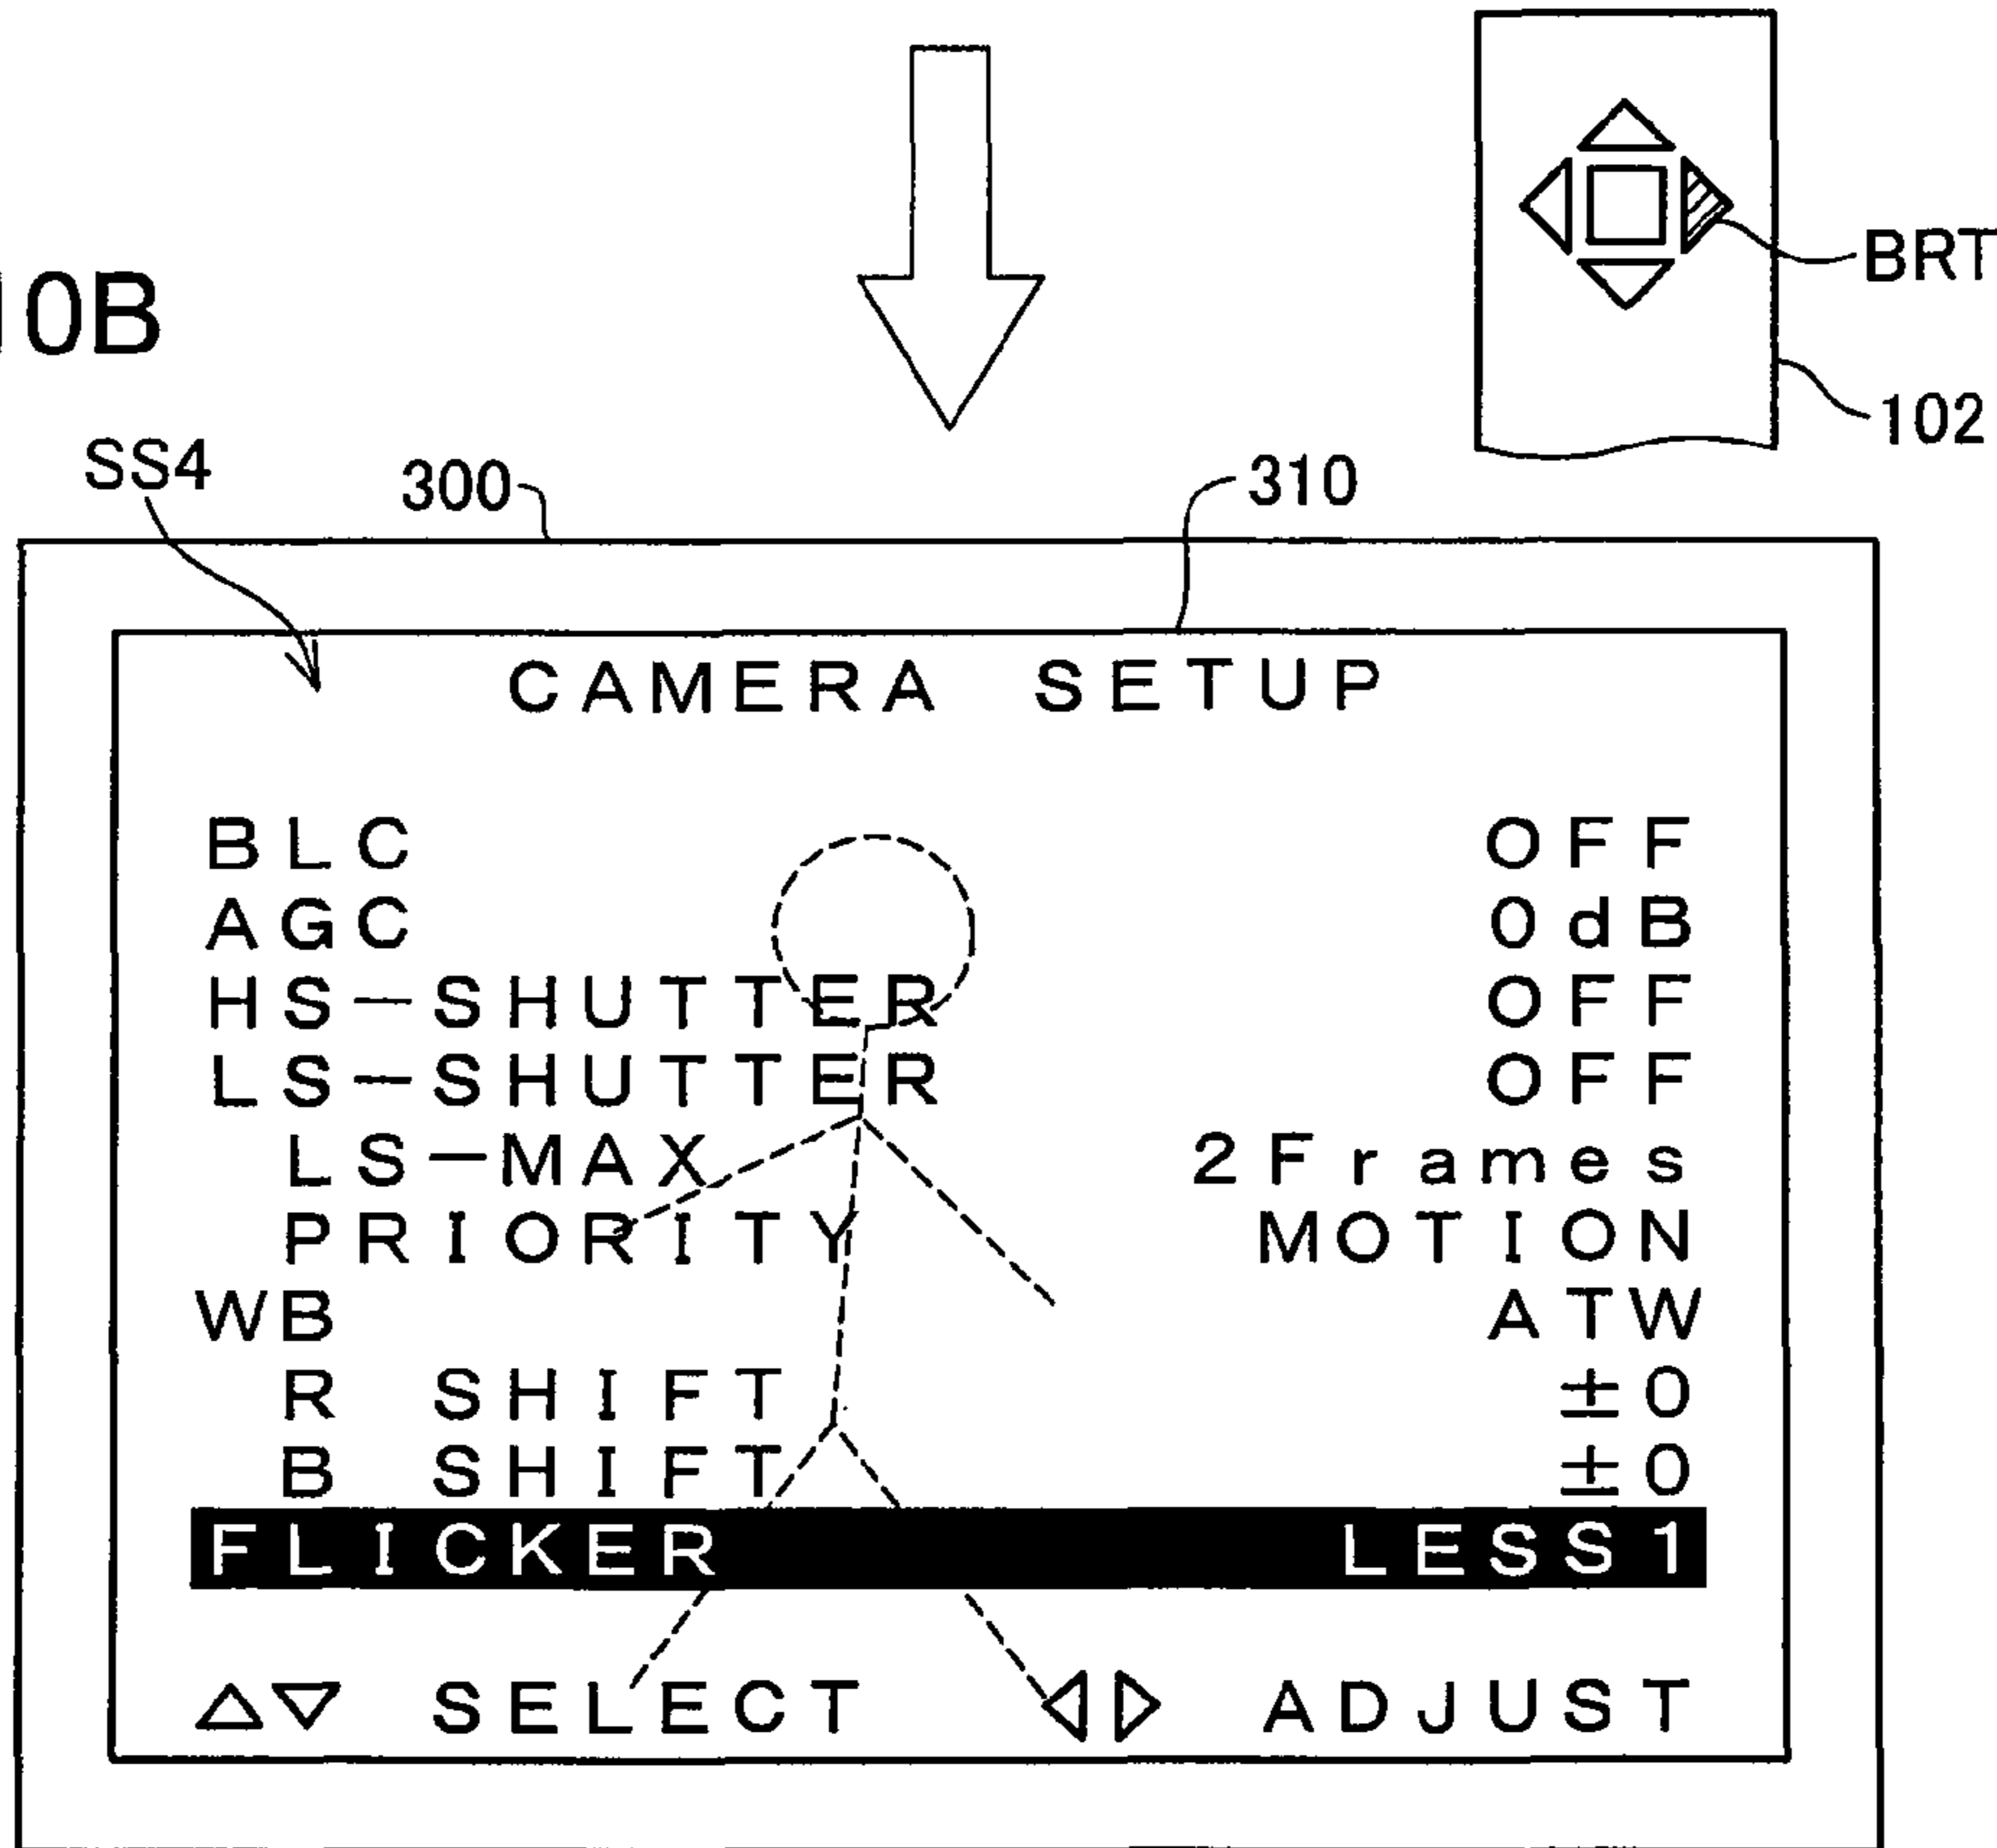 BRT
10B
102
SS4
300
310
CAMERA SETUP
BLC OFF
AGC 0dB
HS-SHUTTER OFF
LS-SHUTTER OFF
LS-MAX 2Frames
PRIORITY MOTION
WB ATW
R SHIFT ±0
B SHIFT ±0
FLICKER LESS1
△▽ SELECT ◁▷ ADJUST